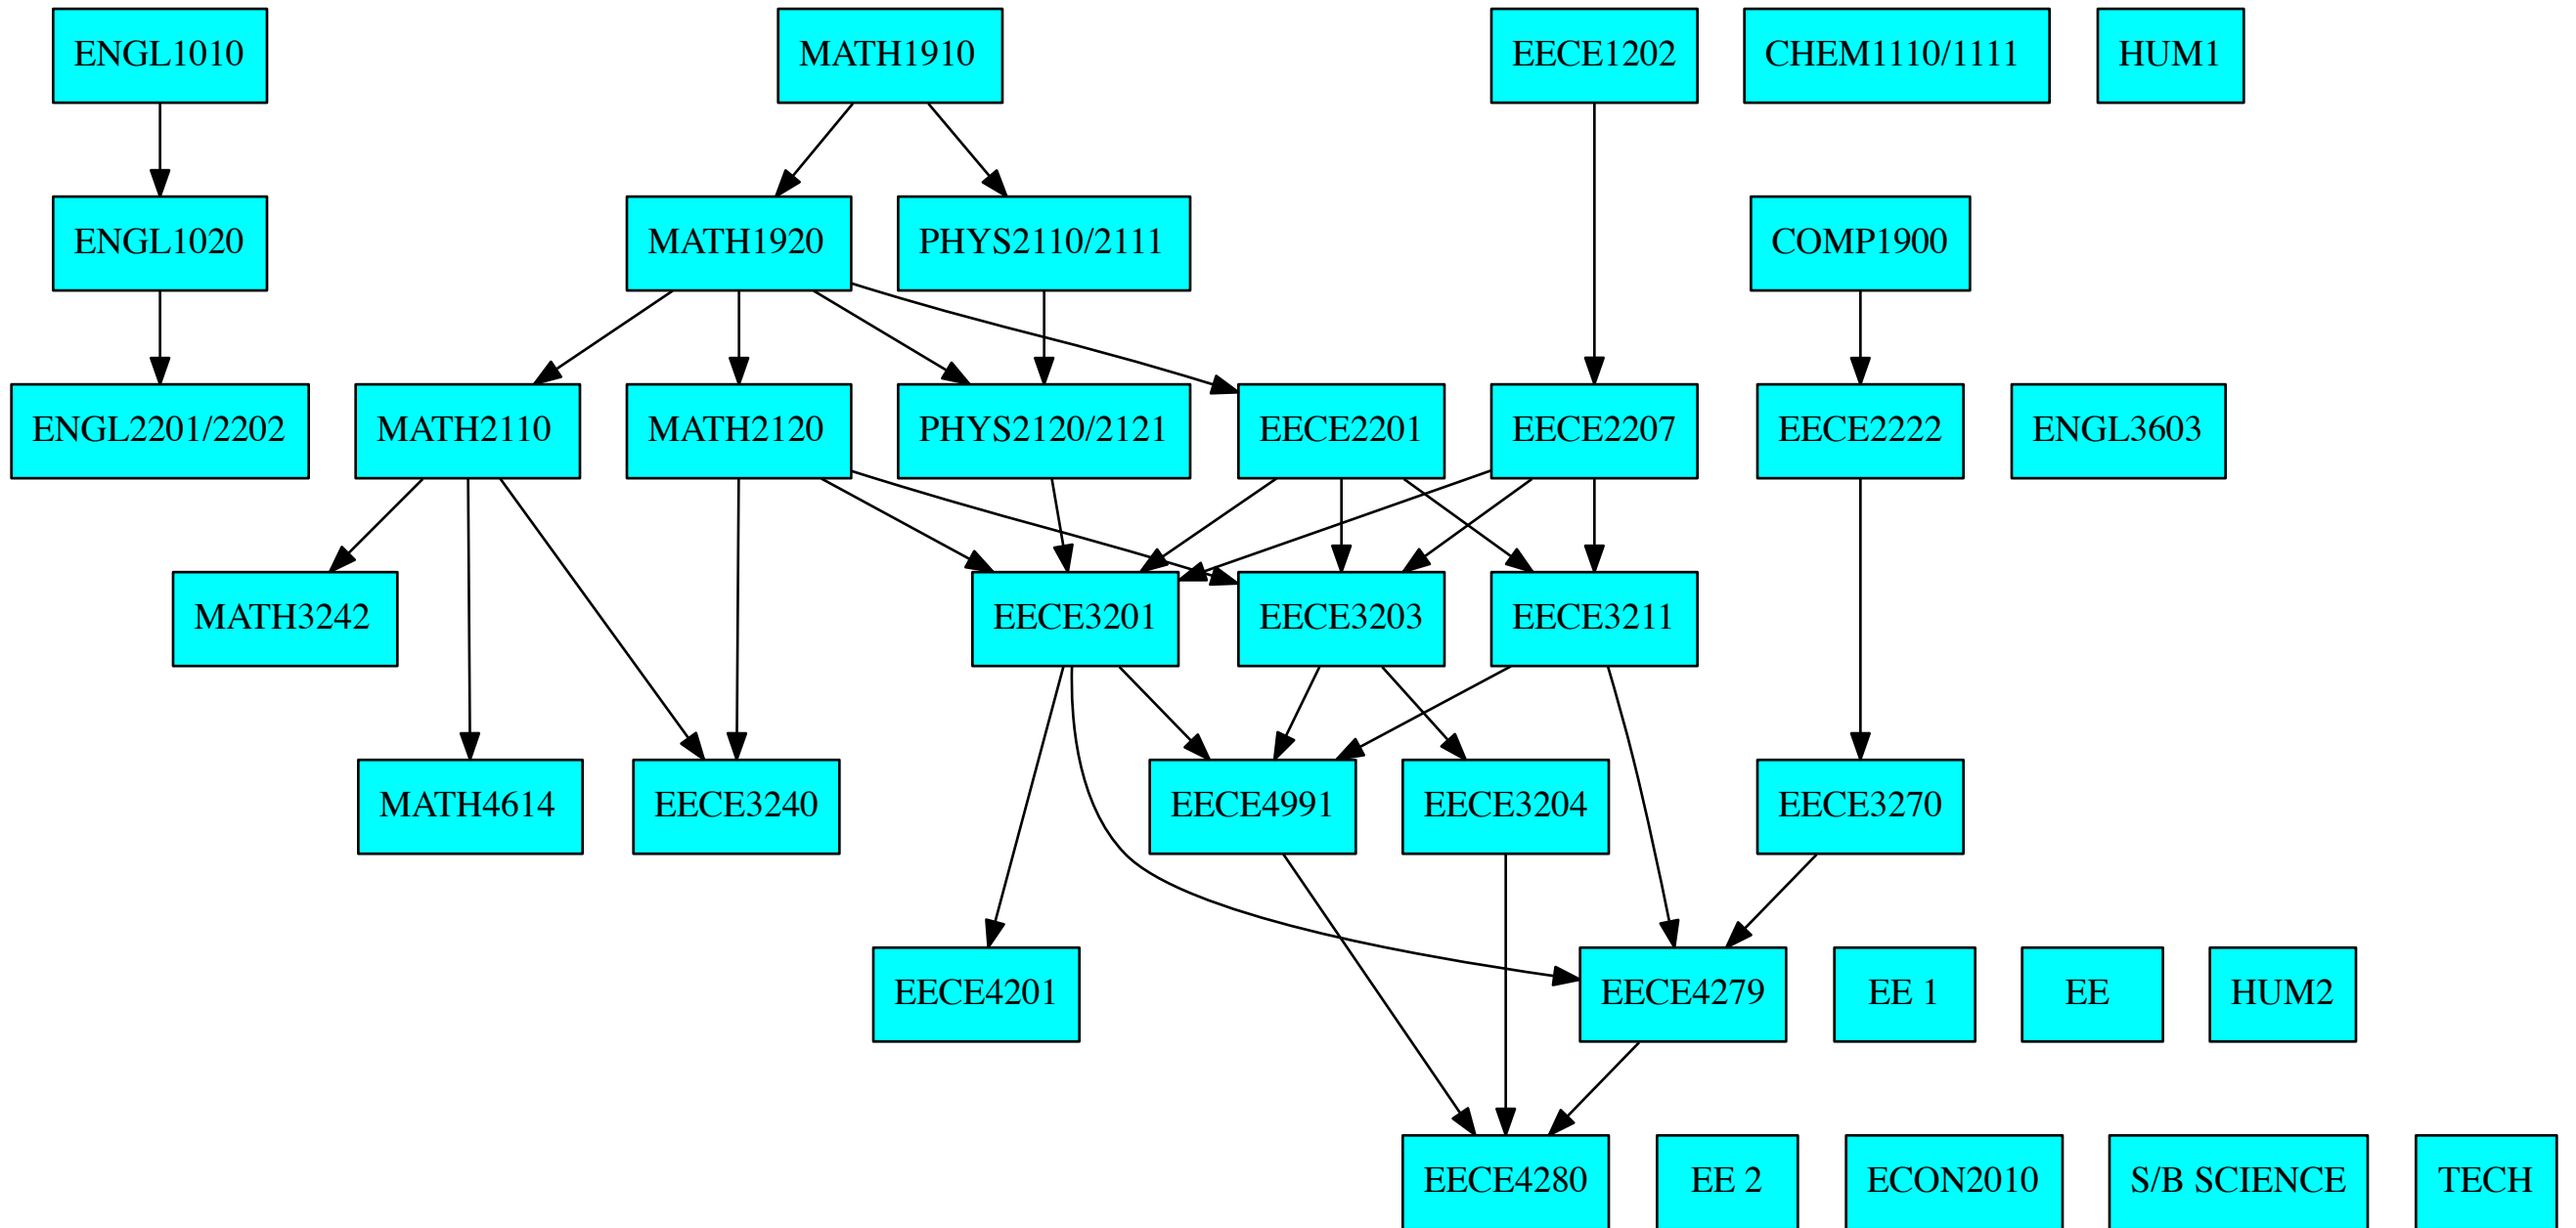 ENGL1010
MATH1910
EECE1202
CHEM1110/1111
HUM1
ENGL1020
MATH1920
PHYS2110/2111
COMP1900
ENGL2201/2202
MATH2110
MATH2120
PHYS2120/2121
EECE2201
EECE2207
EECE2222
ENGL3603
MATH3242
EECE3201
EECE3203
EECE3211
MATH4614
EECE3240
EECE4991
EECE3204
EECE3270
EECE4201
EECE4279
EE 1
EE
HUM2
EECE4280
EE 2
ECON2010
S/B SCIENCE
TECH